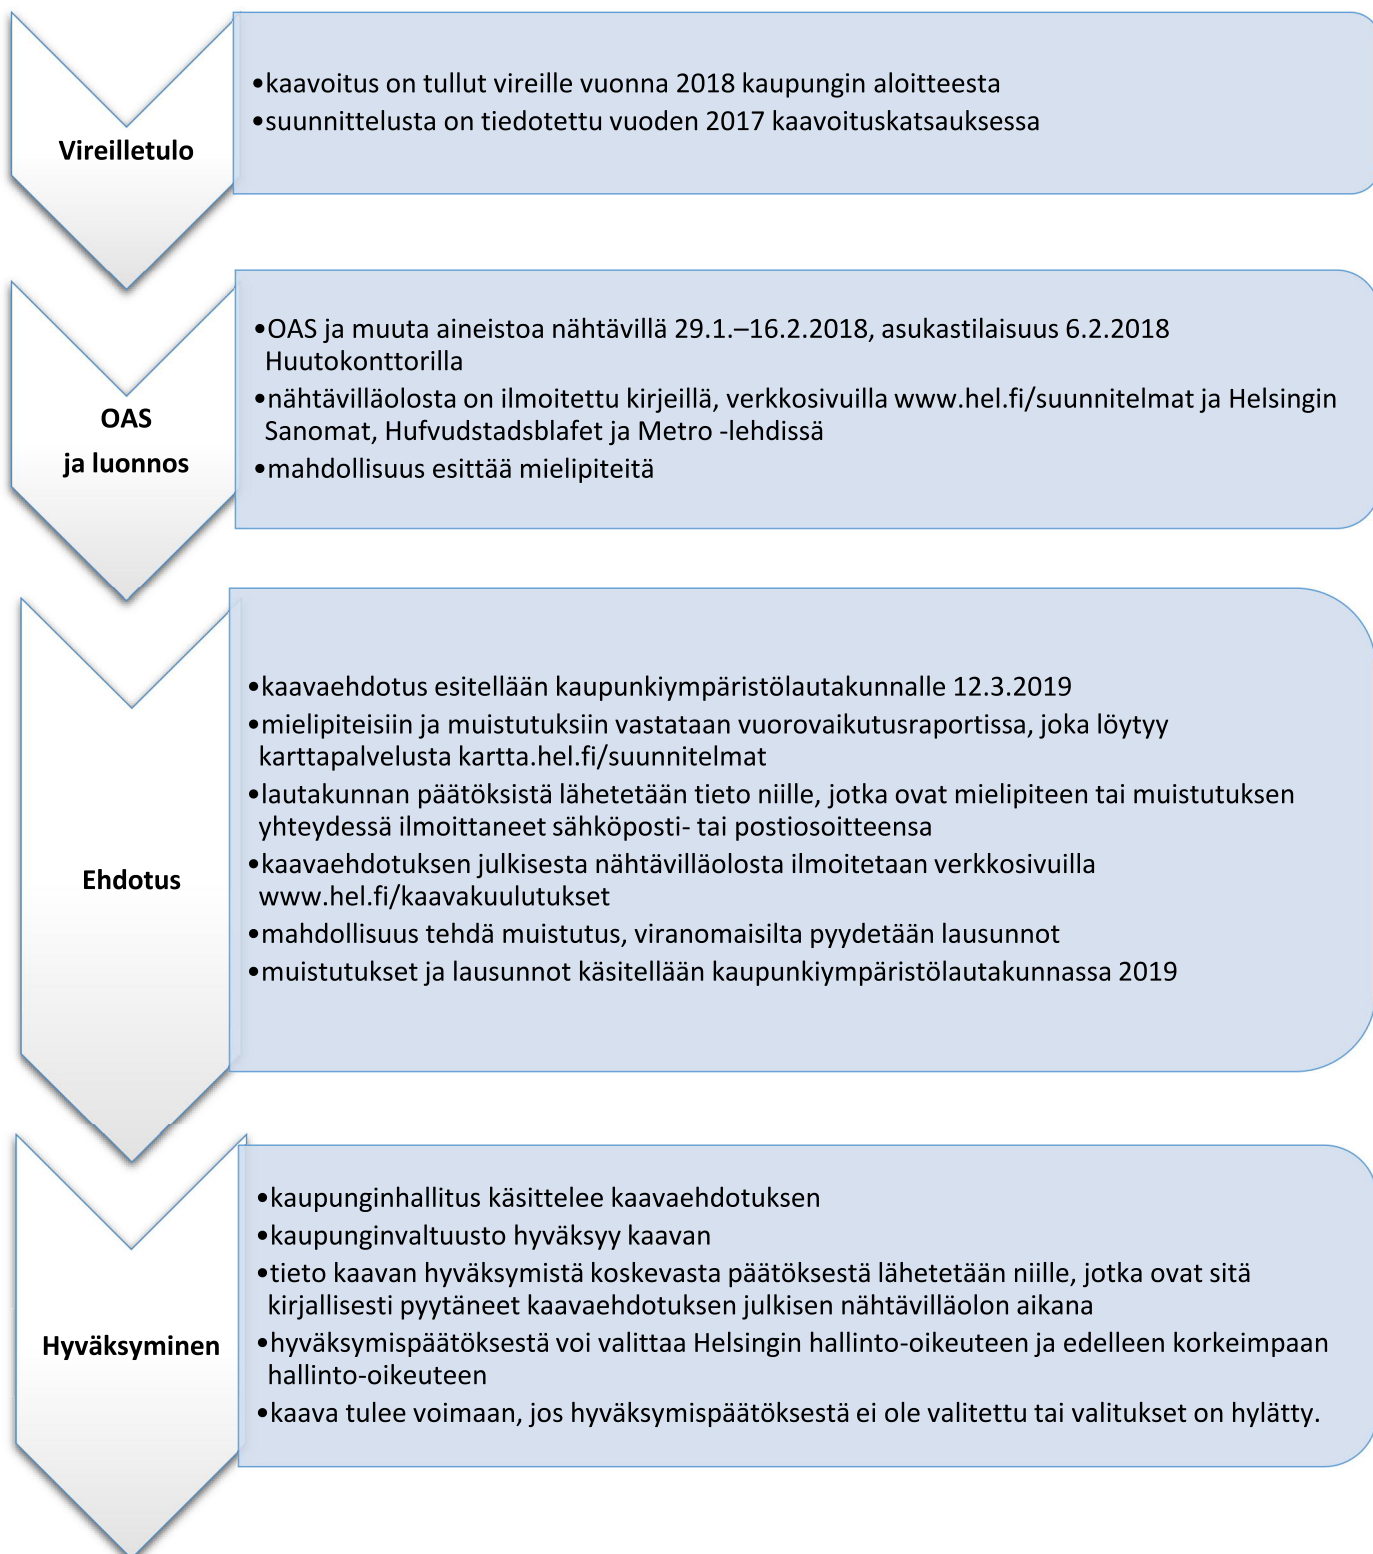 Vireilletulo
•kaavoitus on tullut vireille vuonna 2018 kaupungin aloitteesta
•suunnittelusta on tiedotettu vuoden 2017 kaavoituskatsauksessa
OAS
ja luonnos
•OAS ja muuta aineistoa nähtävillä 29.1.–16.2.2018, asukastilaisuus 6.2.2018
Huutokonttorilla
•nähtävilläolosta on ilmoitettu kirjeillä, verkkosivuilla www.hel.fi/suunnitelmat ja Helsingin
Sanomat, Hufvudstadsblafet ja Metro -lehdissä
•mahdollisuus esittää mielipiteitä
Ehdotus
•kaavaehdotus esitellään kaupunkiympäristölautakunnalle 12.3.2019
•mielipiteisiin ja muistutuksiin vastataan vuorovaikutusraportissa, joka löytyy
karttapalvelusta kartta.hel.fi/suunnitelmat
•lautakunnan päätöksistä lähetetään tieto niille, jotka ovat mielipiteen tai muistutuksen
yhteydessä ilmoittaneet sähköposti- tai postiosoitteensa
•kaavaehdotuksen julkisesta nähtävilläolosta ilmoitetaan verkkosivuilla
www.hel.fi/kaavakuulutukset
•mahdollisuus tehdä muistutus, viranomaisilta pyydetään lausunnot
•muistutukset ja lausunnot käsitellään kaupunkiympäristölautakunnassa 2019
Hyväksyminen
•kaupunginhallitus käsittelee kaavaehdotuksen
•kaupunginvaltuusto hyväksyy kaavan
•tieto kaavan hyväksymistä koskevasta päätöksestä lähetetään niille, jotka ovat sitä
kirjallisesti pyytäneet kaavaehdotuksen julkisen nähtävilläolon aikana
•hyväksymispäätöksestä voi valittaa Helsingin hallinto-oikeuteen ja edelleen korkeimpaan
hallinto-oikeuteen
•kaava tulee voimaan, jos hyväksymispäätöksestä ei ole valitettu tai valitukset on hylätty.